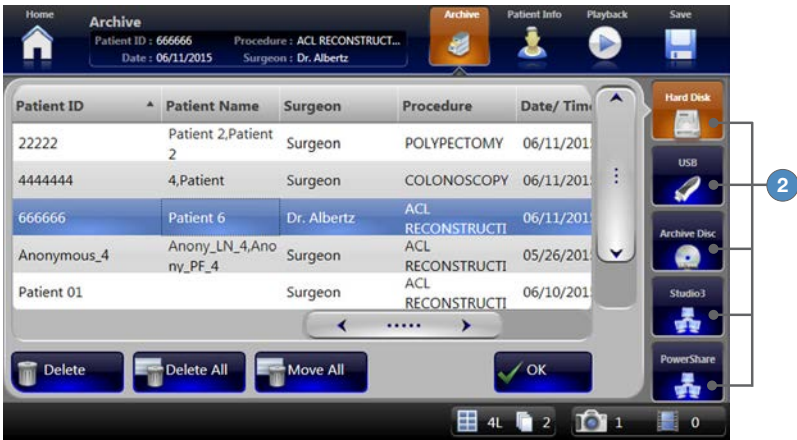 Home
Archive
Patient ID : 666666 Procedure : ACL RECONSTRUCT...
Date : 06/11/2015 Surgeon : Dr. Albertz
Archive Patient Info Playback Save
Patient ID Patient Name Surgeon Procedure Date/ Tim
22222 Patient 2,Patient 2 Surgeon POLYPECTOMY 06/11/201
4444444 4,Patient Surgeon COLONOSCOPY 06/11/201
666666 Patient 6 Dr. Albertz ACL RECONSTRUCTI 06/11/201
Anonymous_4 Anony_LN_4,Anony_PF_4 Surgeon ACL RECONSTRUCTI 05/26/201
Patient 01 Surgeon ACL RECONSTRUCTI 06/10/201
Hard Disk
USB
2
Archive Disc
Studio3
PowerShare
Delete Delete All Move All OK
4L 2 1 0